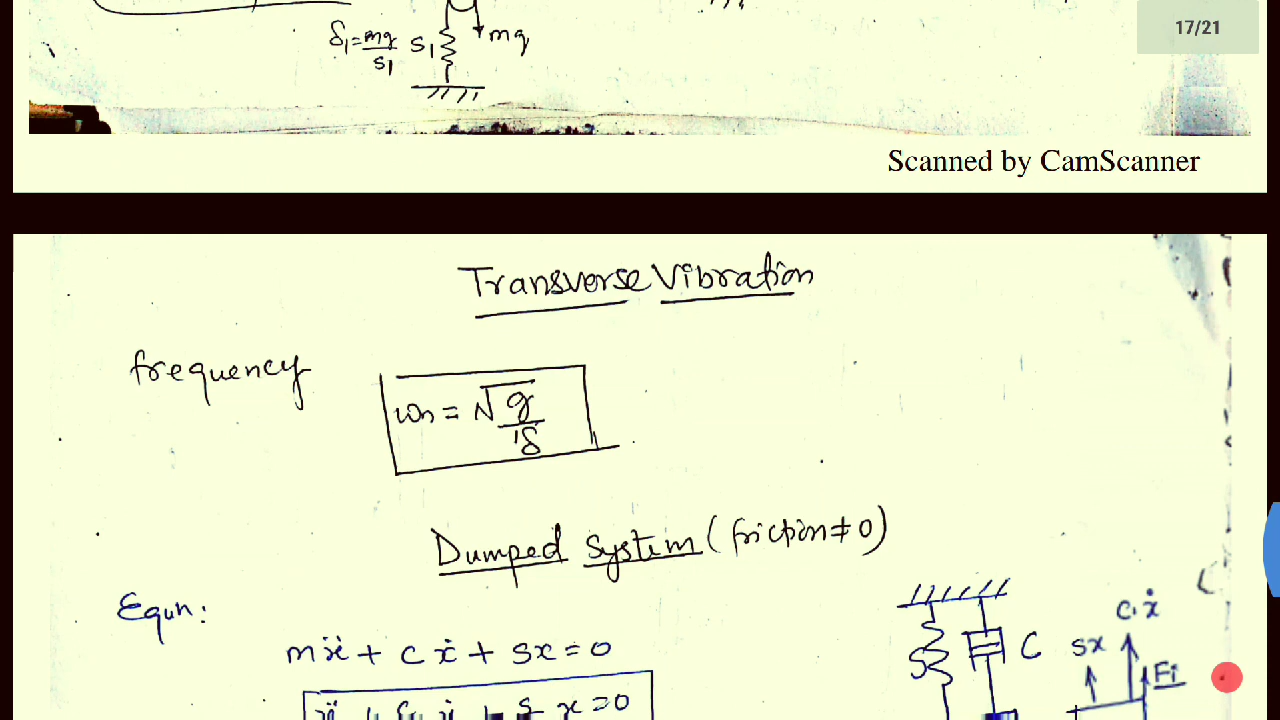 17/21
δ₁=mg/s₁ S₁ mg
Scanned by CamScanner
Transverse Vibration
frequency
ωn = √g/δ
Dumped System (friction≠0)
Equn:
mẍ + cẋ + sx = 0
C
S
c.ẋ
sx
Fi
x = 0